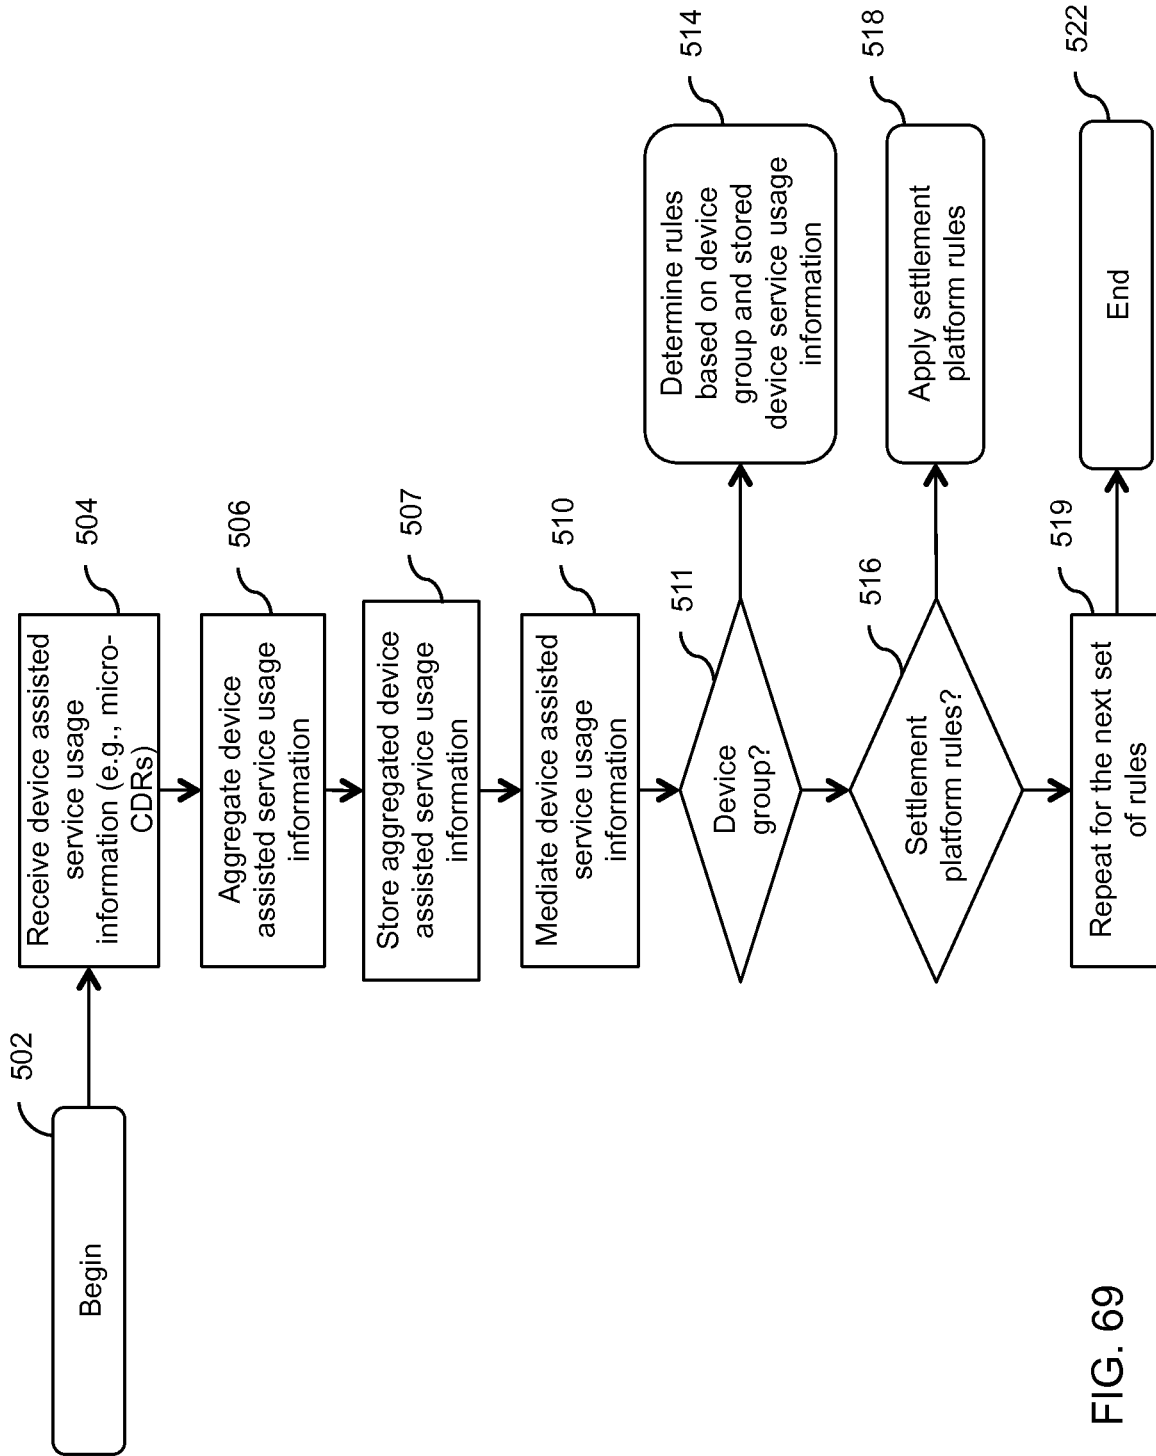 502
Begin
504
Receive device assisted
service usage
information (e.g., micro-
CDRs)
506
Aggregate device
assisted service usage
information
507
Store aggregated device
assisted service usage
information
510
Mediate device assisted
service usage
information
511
Device
group?
514
Determine rules
based on device
group and stored
device service usage
information
516
Settlement
platform rules?
518
Apply settlement
platform rules
519
Repeat for the next set
of rules
522
End
FIG. 69